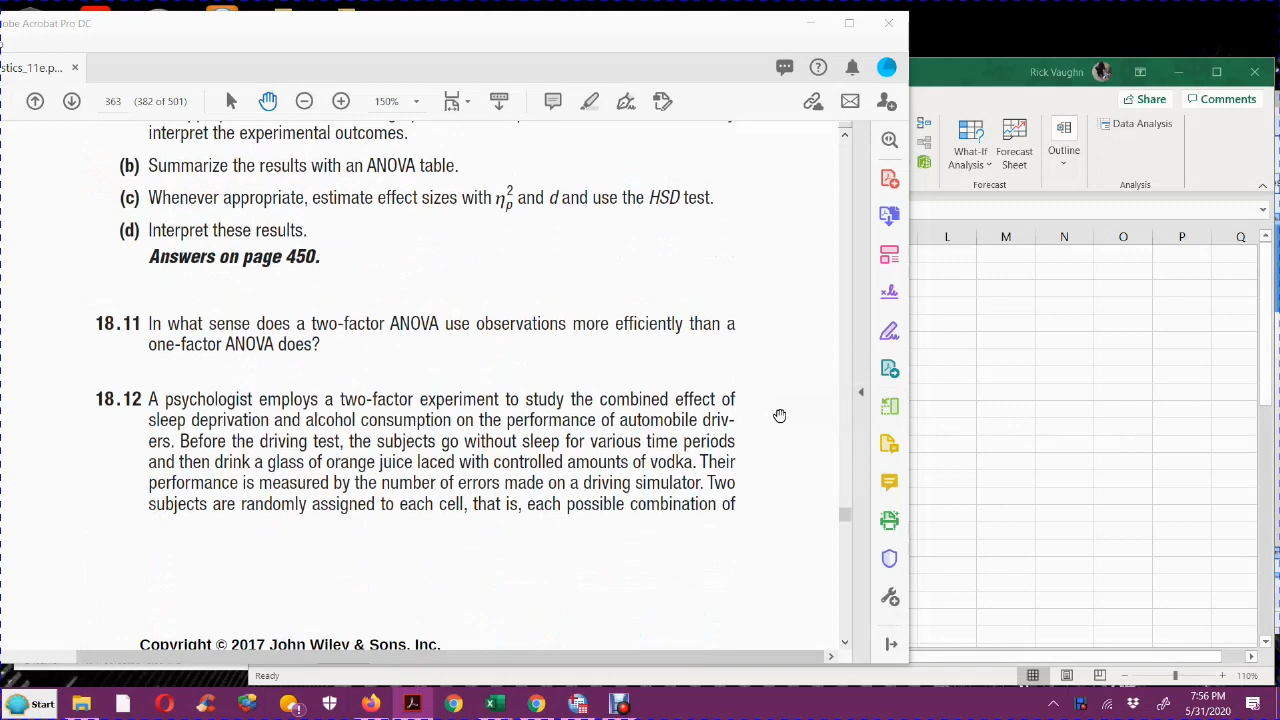 dobe Acrobat Pro DC
stics_11e.p...
363 (382 of 501) 150%
interpret the experimental outcomes.
(b) Summarize the results with an ANOVA table.
(c) Whenever appropriate, estimate effect sizes with η²p and d and use the HSD test.
(d) Interpret these results.
Answers on page 450.
18.11 In what sense does a two-factor ANOVA use observations more efficiently than a
one-factor ANOVA does?
18.12 A psychologist employs a two-factor experiment to study the combined effect of
sleep deprivation and alcohol consumption on the performance of automobile driv-
ers. Before the driving test, the subjects go without sleep for various time periods
and then drink a glass of orange juice laced with controlled amounts of vodka. Their
performance is measured by the number of errors made on a driving simulator. Two
subjects are randomly assigned to each cell, that is, each possible combination of
Copyright © 2017 John Wiley & Sons, Inc.
Rick Vaughn
Share Comments
What-If
Analysis
Forecast
Sheet
Outline
Data Analysis
Forecast Analysis
L M N O P Q
Ready 110%
Start
7:56 PM
5/31/2020